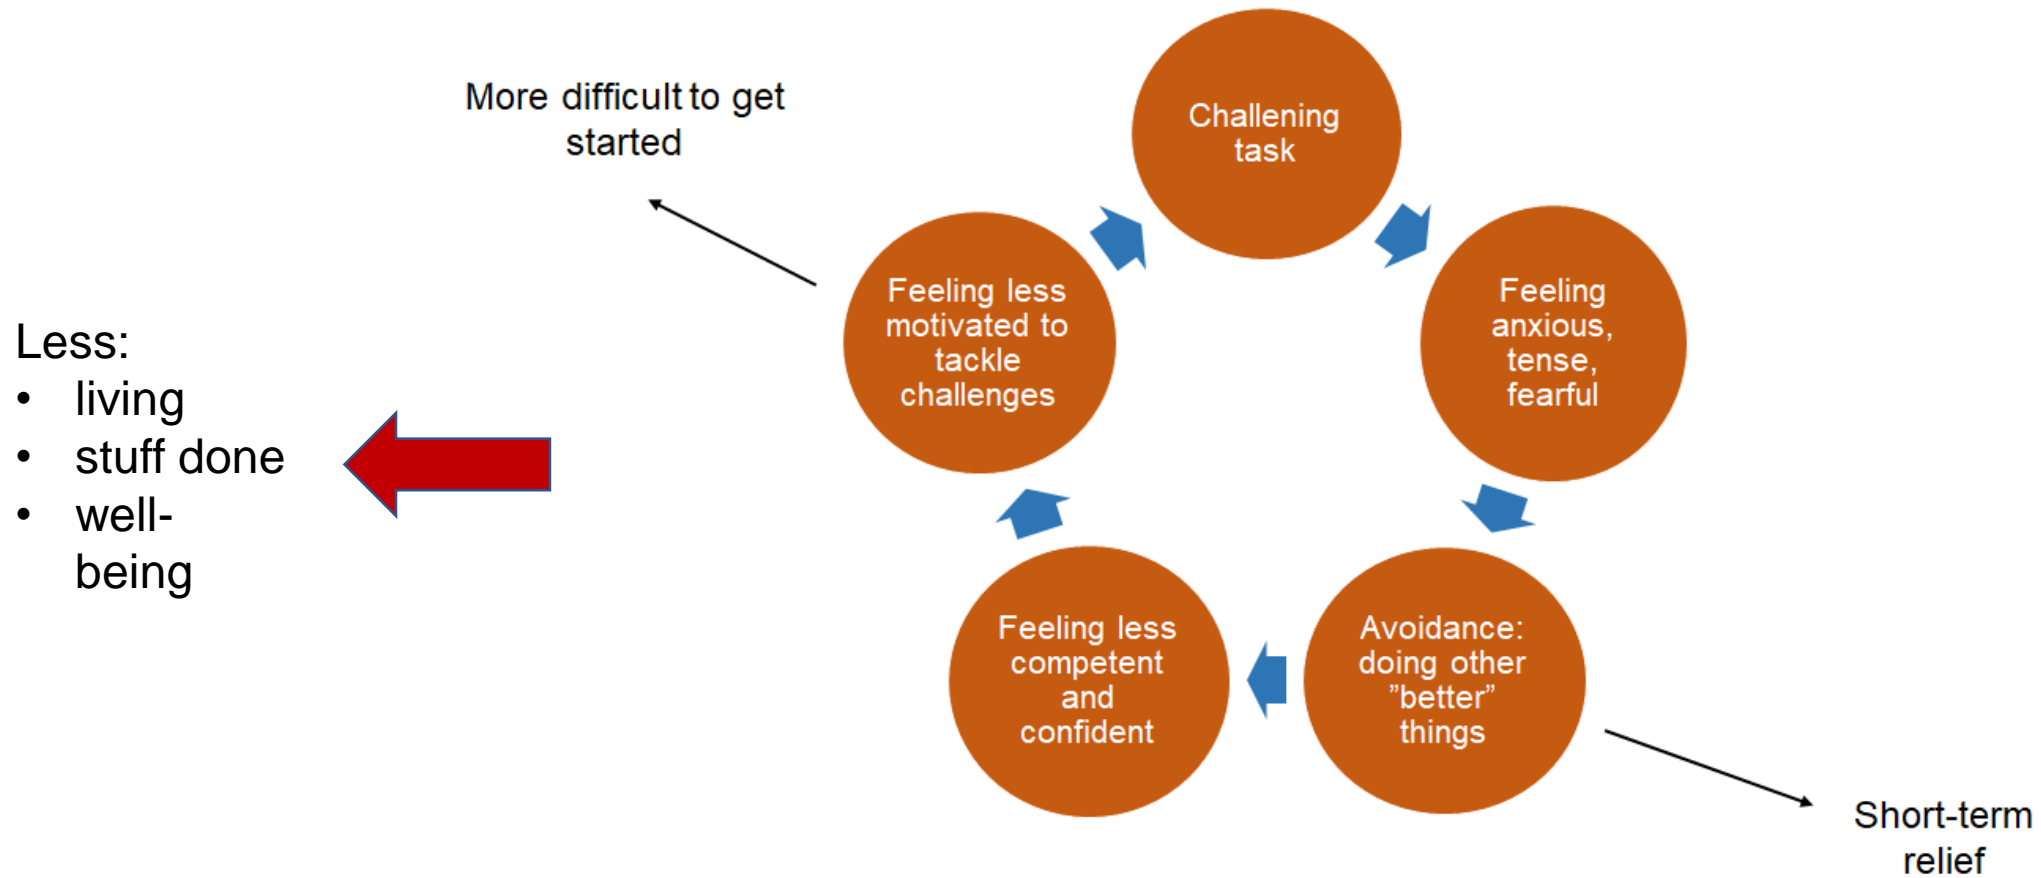 More difficult to get
started
Challening
task
Feeling less
motivated to
tackle
challenges
Feeling
anxious,
tense,
fearful
Less:
• living
• stuff done
• well-
being
Feeling less
competent
and
confident
Avoidance:
doing other
”better”
things
Short-term
relief